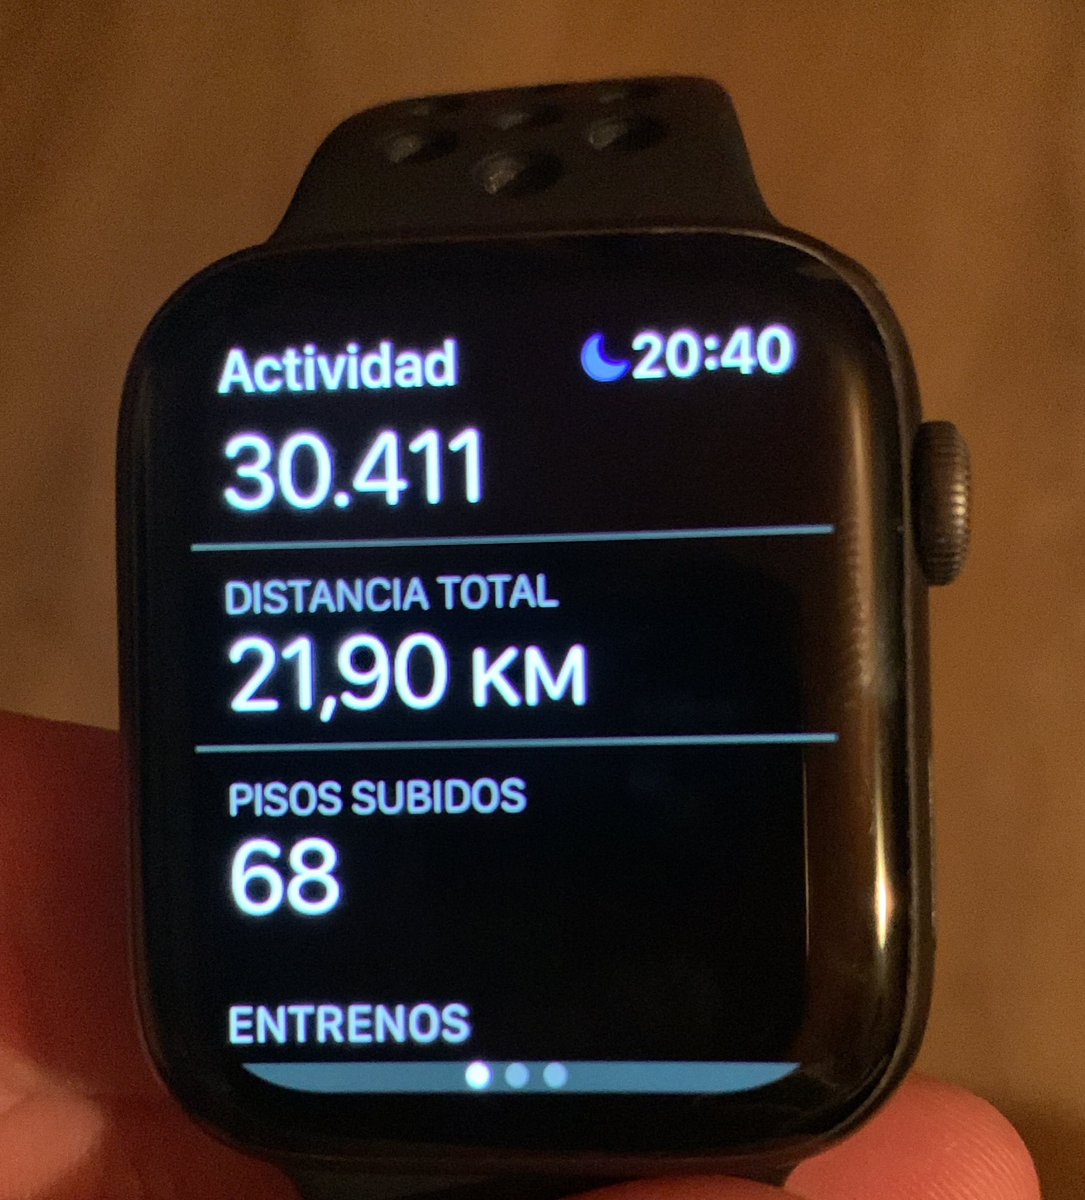 Actividad 20:40
30.411
DISTANCIA TOTAL
21,90 KM
PISOS SUBIDOS
68
ENTRENOS